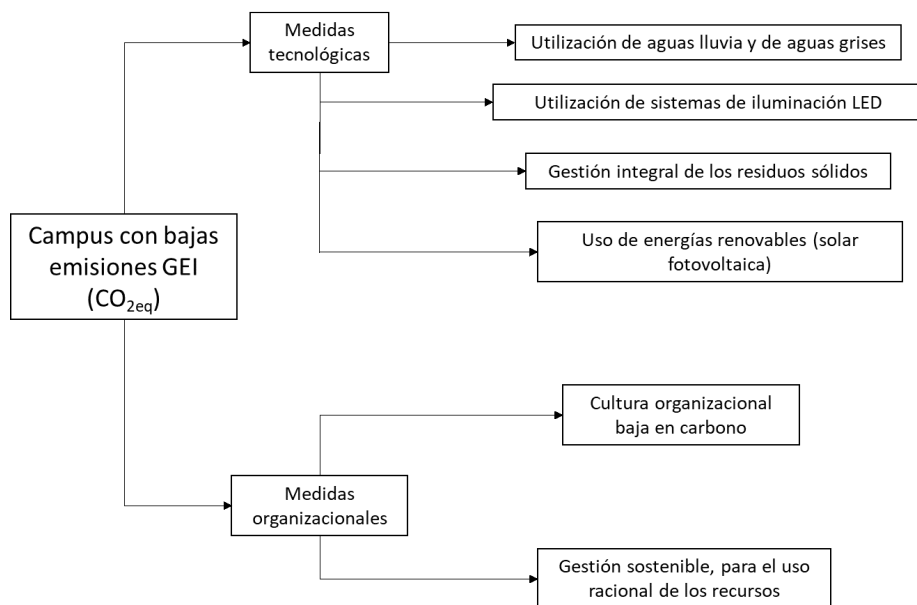 Medidas
tecnológicas
Utilización de aguas lluvia y de aguas grises
Utilización de sistemas de iluminación LED
Gestión integral de los residuos sólidos
Uso de energías renovables (solar
fotovoltaica)
Campus con bajas
emisiones GEI
(CO2eq)
Cultura organizacional
baja en carbono
Medidas
organizacionales
Gestión sostenible, para el uso
racional de los recursos